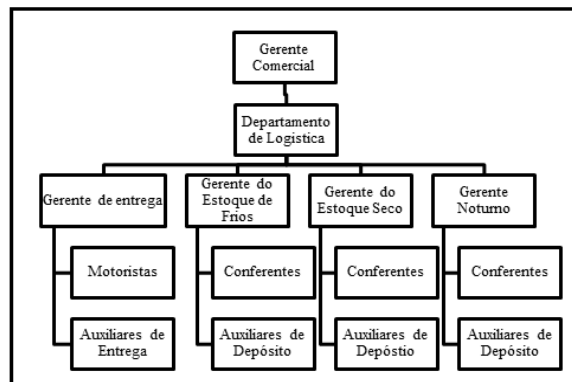 Gerente
Comercial
Departamento
de Logística
Gerente de entrega
Gerente do
Estoque de
Frios
Gerente do
Estoque Seco
Gerente
Noturno
Motoristas
Conferentes
Conferentes
Conferentes
Auxiliares de
Entrega
Auxiliares de
Depósito
Auxiliares de
Depóstio
Auxiliares de
Depósito